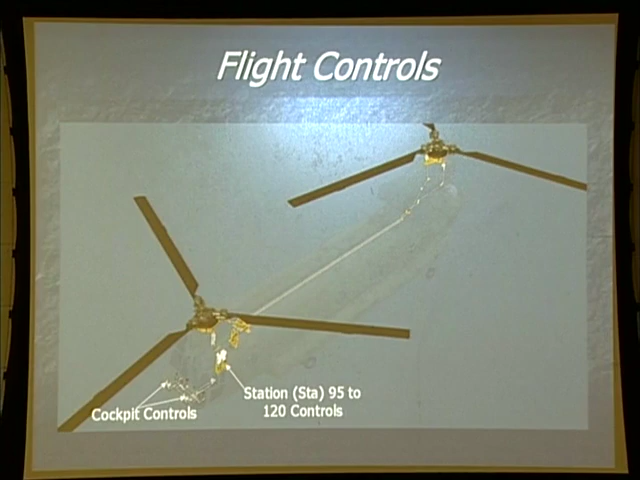 Flight Controls
Station (Sta) 95 to
120 Controls
Cockpit Controls